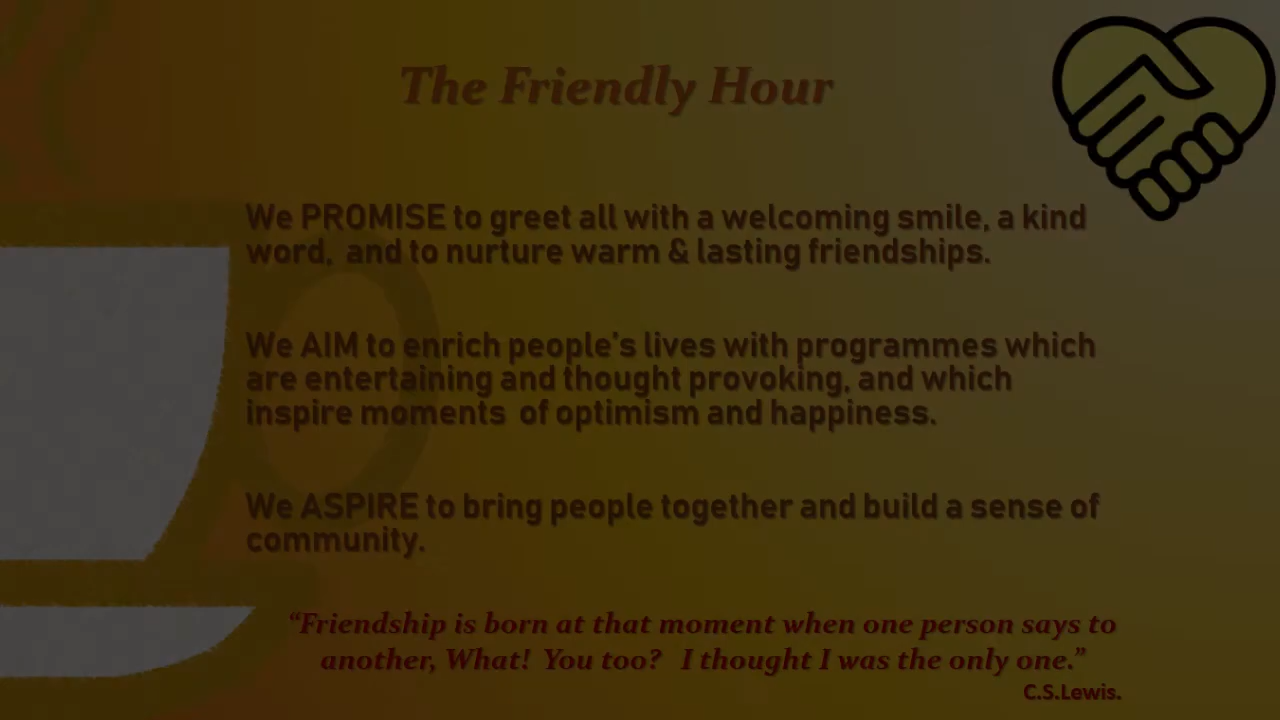 The Friendly Hour
We PROMISE to greet all with a welcoming smile, a kind
word, and to nurture warm & lasting friendships.
We AIM to enrich people's lives with programmes which
are entertaining and thought provoking, and which
inspire moments of optimism and happiness.
We ASPIRE to bring people together and build a sense of
community.
“Friendship is born at that moment when one person says to
another, What! You too? I thought I was the only one.”
C.S.Lewis.